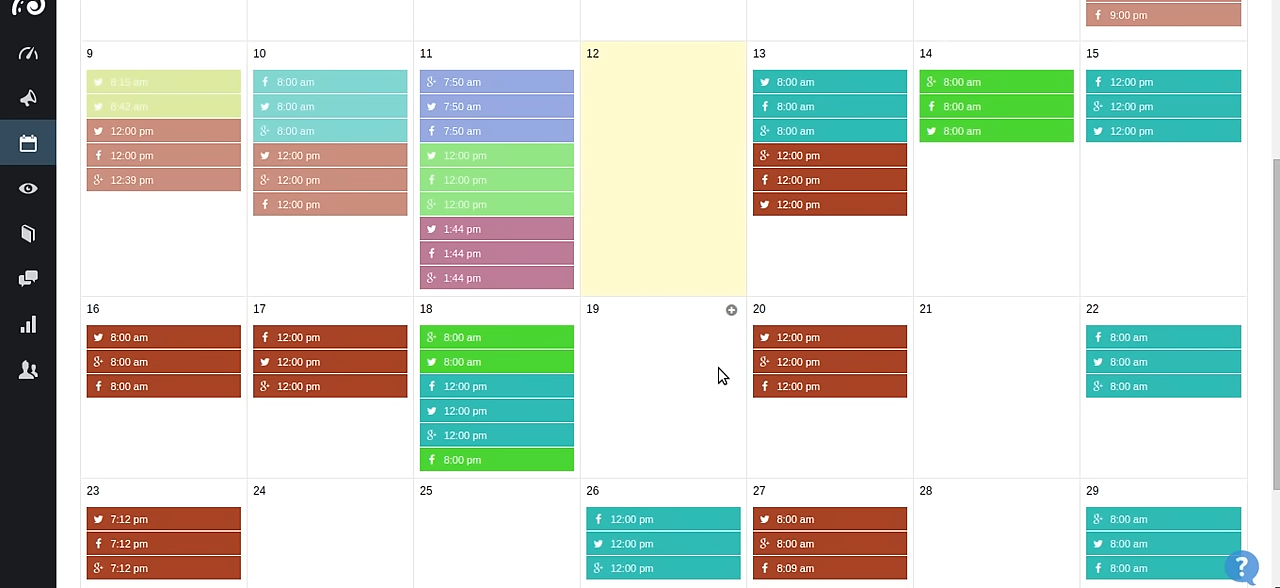 9:00 pm
9
10
11
12
13
14
15
8:15 am
8:00 am
7:50 am
8:00 am
8:00 am
12:00 pm
8:42 am
8:00 am
7:50 am
8:00 am
8:00 am
12:00 pm
12:00 pm
8:00 am
7:50 am
8:00 am
8:00 am
12:00 pm
12:00 pm
12:00 pm
12:00 pm
12:00 pm
12:39 pm
12:00 pm
12:00 pm
12:00 pm
12:00 pm
12:00 pm
12:00 pm
1:44 pm
1:44 pm
1:44 pm
16
17
18
19
20
21
22
8:00 am
12:00 pm
8:00 am
12:00 pm
8:00 am
8:00 am
12:00 pm
8:00 am
12:00 pm
8:00 am
8:00 am
12:00 pm
12:00 pm
12:00 pm
8:00 am
12:00 pm
12:00 pm
8:00 pm
23
24
25
26
27
28
29
7:12 pm
12:00 pm
8:00 am
8:00 am
7:12 pm
12:00 pm
8:00 am
8:00 am
7:12 pm
12:00 pm
8:09 am
8:00 am